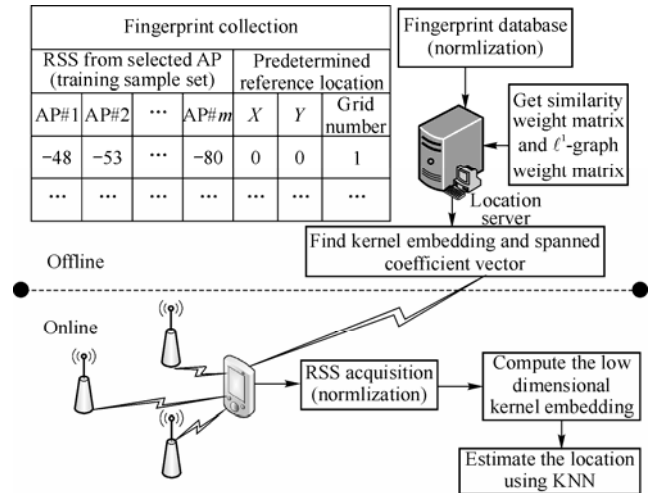 Fingerprint collection
RSS from selected AP
(training sample set)
Predetermined
reference location
AP#1 AP#2 ··· AP#m X Y Grid number
−48 −53 ··· −80 0 0 1
··· ··· ··· ··· ··· ··· ···
Fingerprint database
(normlization)
Get similarity
weight matrix
and ℓ¹-graph
weight matrix
Location
server
Find kernel embedding and spanned
coefficient vector
Offline
Online
RSS acquisition
(normlization)
Compute the low
dimensional
kernel embedding
Estimate the location
using KNN